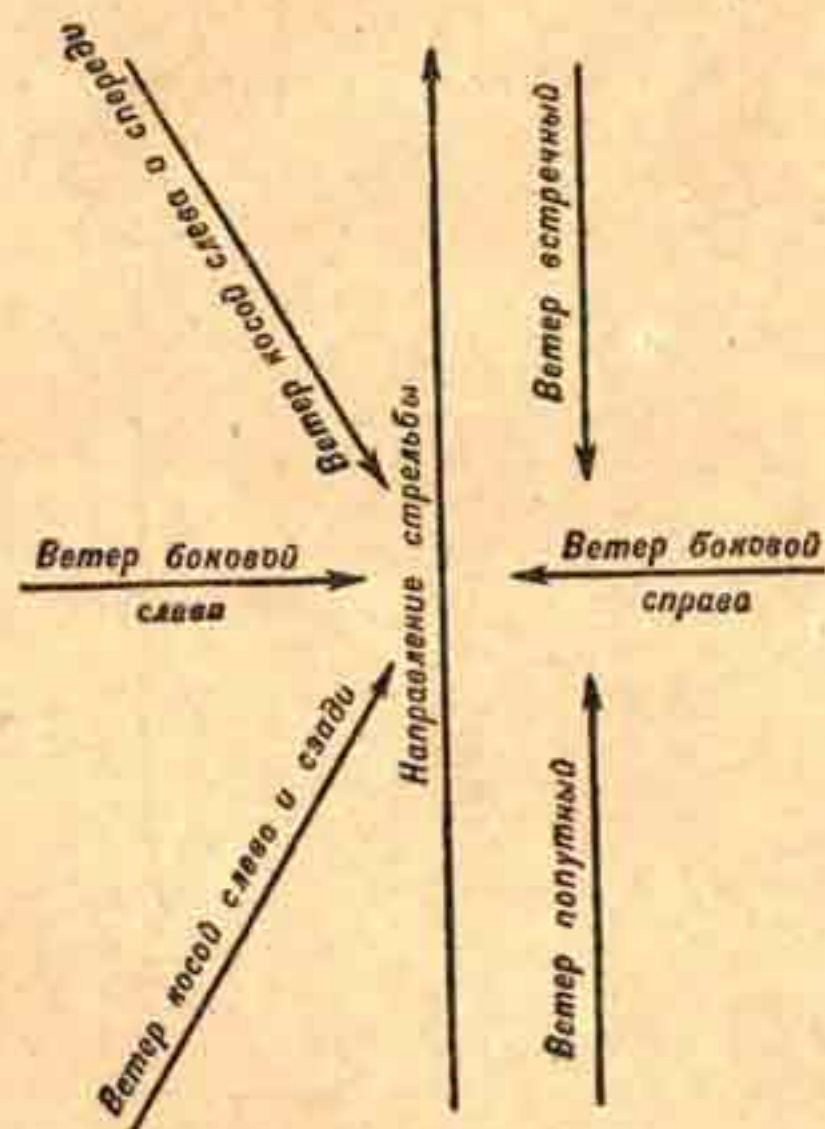 Ветер косой слева и спереди
Направление стрельбы
Ветер встречный
Ветер боковой
слева
Ветер боковой
справа
Ветер косой слева и сзади
Ветер попутный